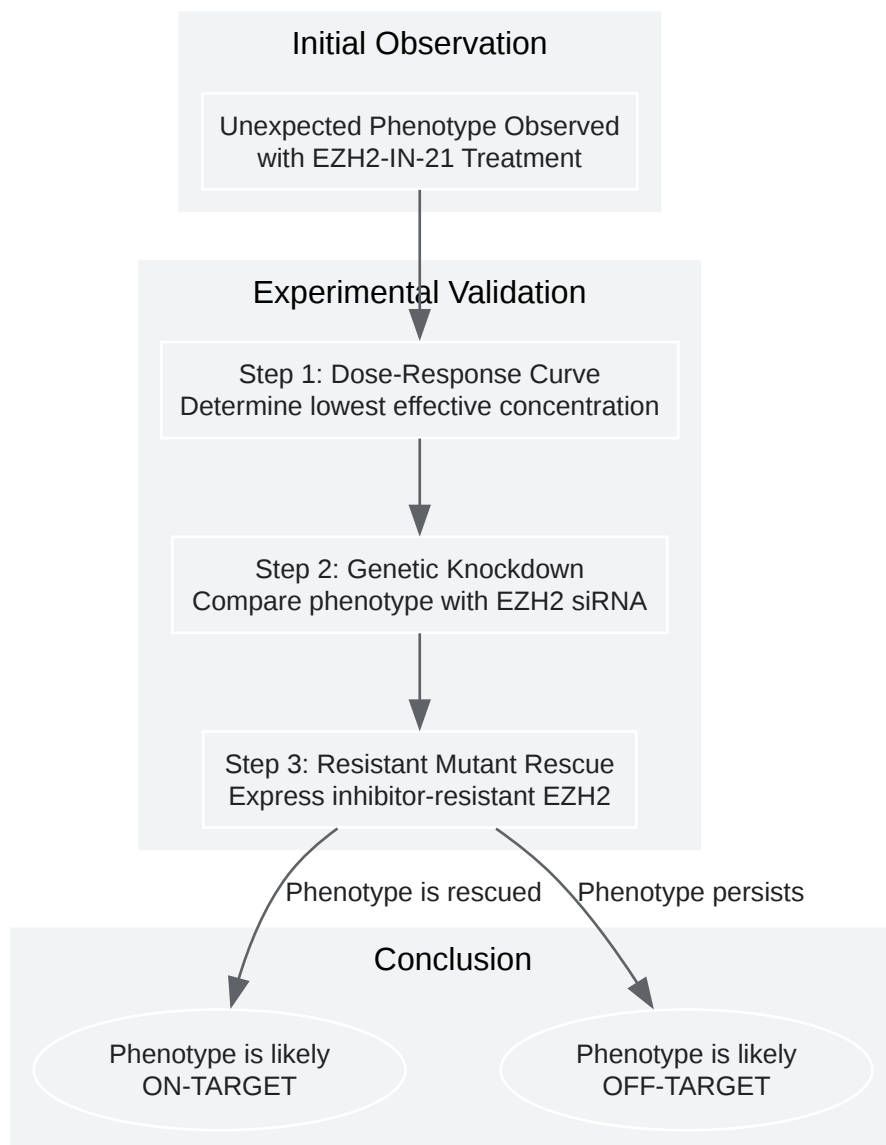 Initial Observation
Unexpected Phenotype Observed
with EZH2-IN-21 Treatment
Experimental Validation
Step 1: Dose-Response Curve
Determine lowest effective concentration
Step 2: Genetic Knockdown
Compare phenotype with EZH2 siRNA
Step 3: Resistant Mutant Rescue
Express inhibitor-resistant EZH2
Phenotype is rescued
Phenotype persists
Conclusion
Phenotype is likely
ON-TARGET
Phenotype is likely
OFF-TARGET